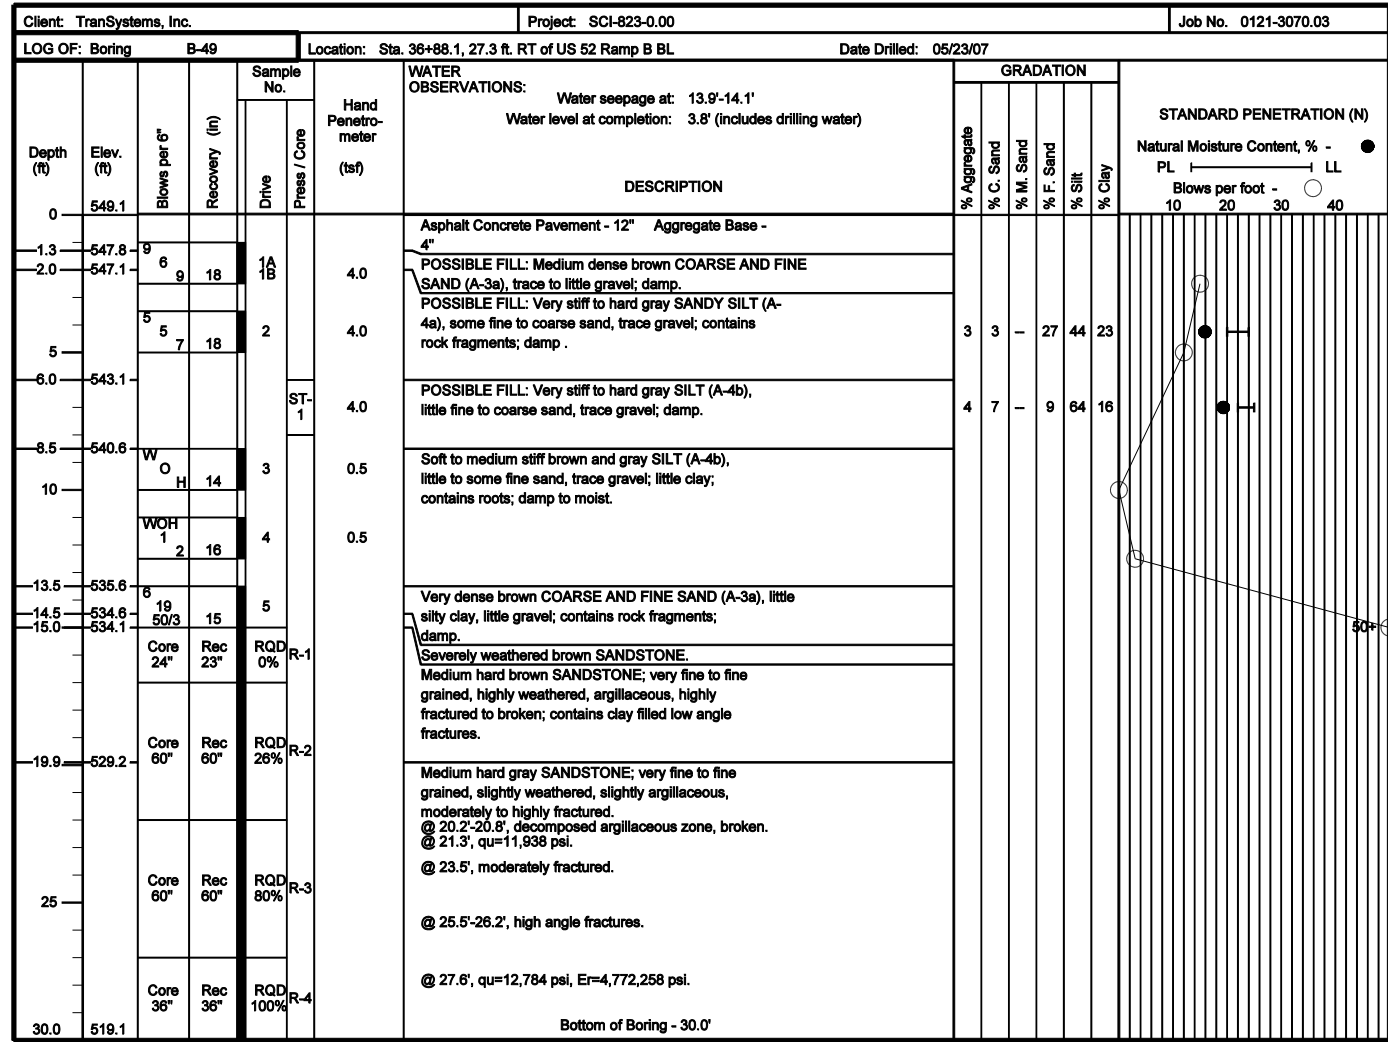 Client: TranSystems, Inc. Project: SCI-823-0.00 Job No. 0121-3070.03
LOG OF: Boring B-49 Location: Sta. 36+88.1, 27.3 ft. RT of US 52 Ramp B BL Date Drilled: 05/23/07
Depth (ft)
Elev. (ft)
549.1
Blows per 6"
Recovery (in)
Sample No.
Drive
Press / Core
Hand
Penetro-
meter
(tsf)
WATER
OBSERVATIONS:
Water seepage at: 13.9'-14.1'
Water level at completion: 3.8' (includes drilling water)
DESCRIPTION
GRADATION
% Aggregate
% C. Sand
% M. Sand
% F. Sand
% Silt
% Clay
STANDARD PENETRATION (N)
Natural Moisture Content, % -
PL LL
Blows per foot -
10 20 30 40
0
Asphalt Concrete Pavement - 12" Aggregate Base -
4"
1.3 547.8
2.0 547.1
9
6
9 18
1A
1B
4.0
POSSIBLE FILL: Medium dense brown COARSE AND FINE
SAND (A-3a), trace to little gravel; damp.
POSSIBLE FILL: Very stiff to hard gray SANDY SILT (A-
4a), some fine to coarse sand, trace gravel; contains
rock fragments; damp .
5
5
7 18
2
4.0
3 3 – 27 44 23
5
6.0 543.1
ST-
1
4.0
POSSIBLE FILL: Very stiff to hard gray SILT (A-4b),
little fine to coarse sand, trace gravel; damp.
4 7 – 9 64 16
8.5 540.6
W
O
H 14
3
0.5
Soft to medium stiff brown and gray SILT (A-4b),
little to some fine sand, trace gravel; little clay;
contains roots; damp to moist.
10
WOH
1
2 16
4
0.5
13.5 535.6
6
19
50/3 15
5
14.5 534.6
15.0 534.1
Very dense brown COARSE AND FINE SAND (A-3a), little
silty clay, little gravel; contains rock fragments;
damp.
50+
Severely weathered brown SANDSTONE.
Core 24"
Rec 23"
RQD 0%
R-1
Medium hard brown SANDSTONE; very fine to fine
grained, highly weathered, argillaceous, highly
fractured to broken; contains clay filled low angle
fractures.
Core 60"
Rec 60"
RQD 26%
R-2
19.9 529.2
Medium hard gray SANDSTONE; very fine to fine
grained, slightly weathered, slightly argillaceous,
moderately to highly fractured.
@ 20.2'-20.8', decomposed argillaceous zone, broken.
@ 21.3', qu=11,938 psi.
@ 23.5', moderately fractured.
Core 60"
Rec 60"
RQD 80%
R-3
25
@ 25.5'-26.2', high angle fractures.
@ 27.6', qu=12,784 psi, Er=4,772,258 psi.
Core 36"
Rec 36"
RQD 100%
R-4
30.0 519.1
Bottom of Boring - 30.0'